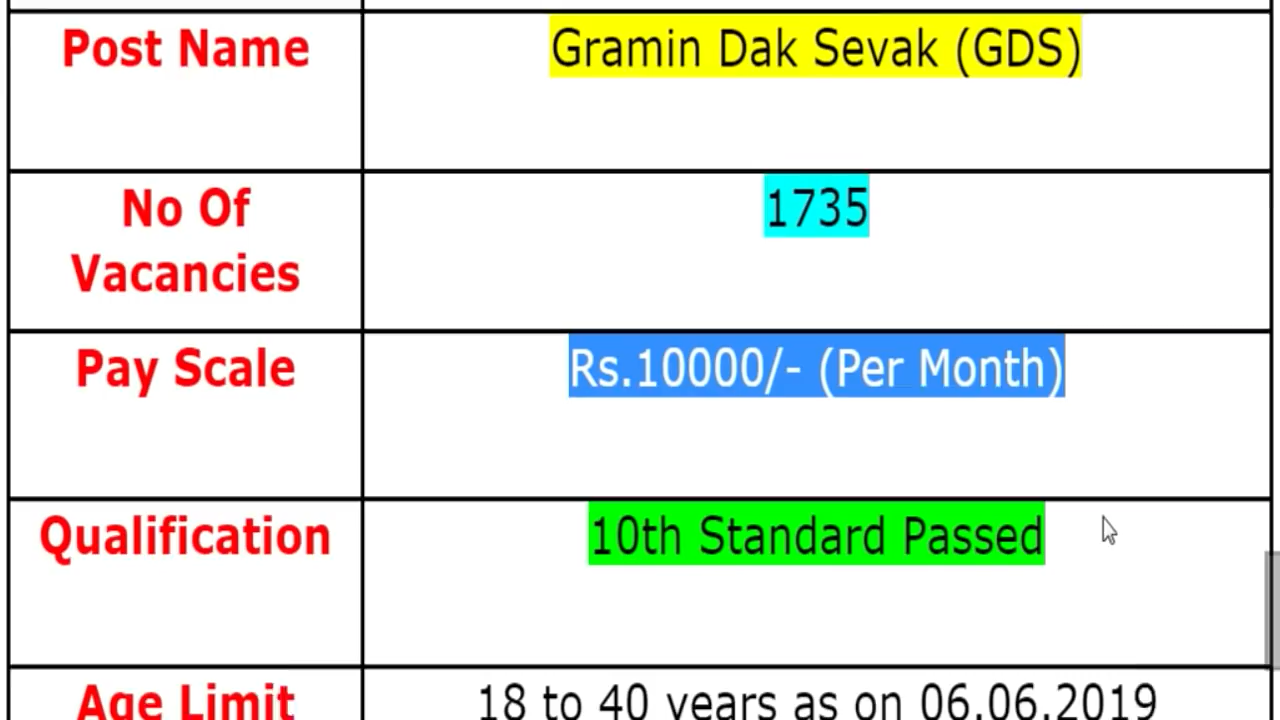 Post Name
Gramin Dak Sevak (GDS)
No Of
Vacancies
1735
Pay Scale
Rs.10000/- (Per Month)
Qualification
10th Standard Passed
Age Limit
18 to 40 years as on 06.06.2019